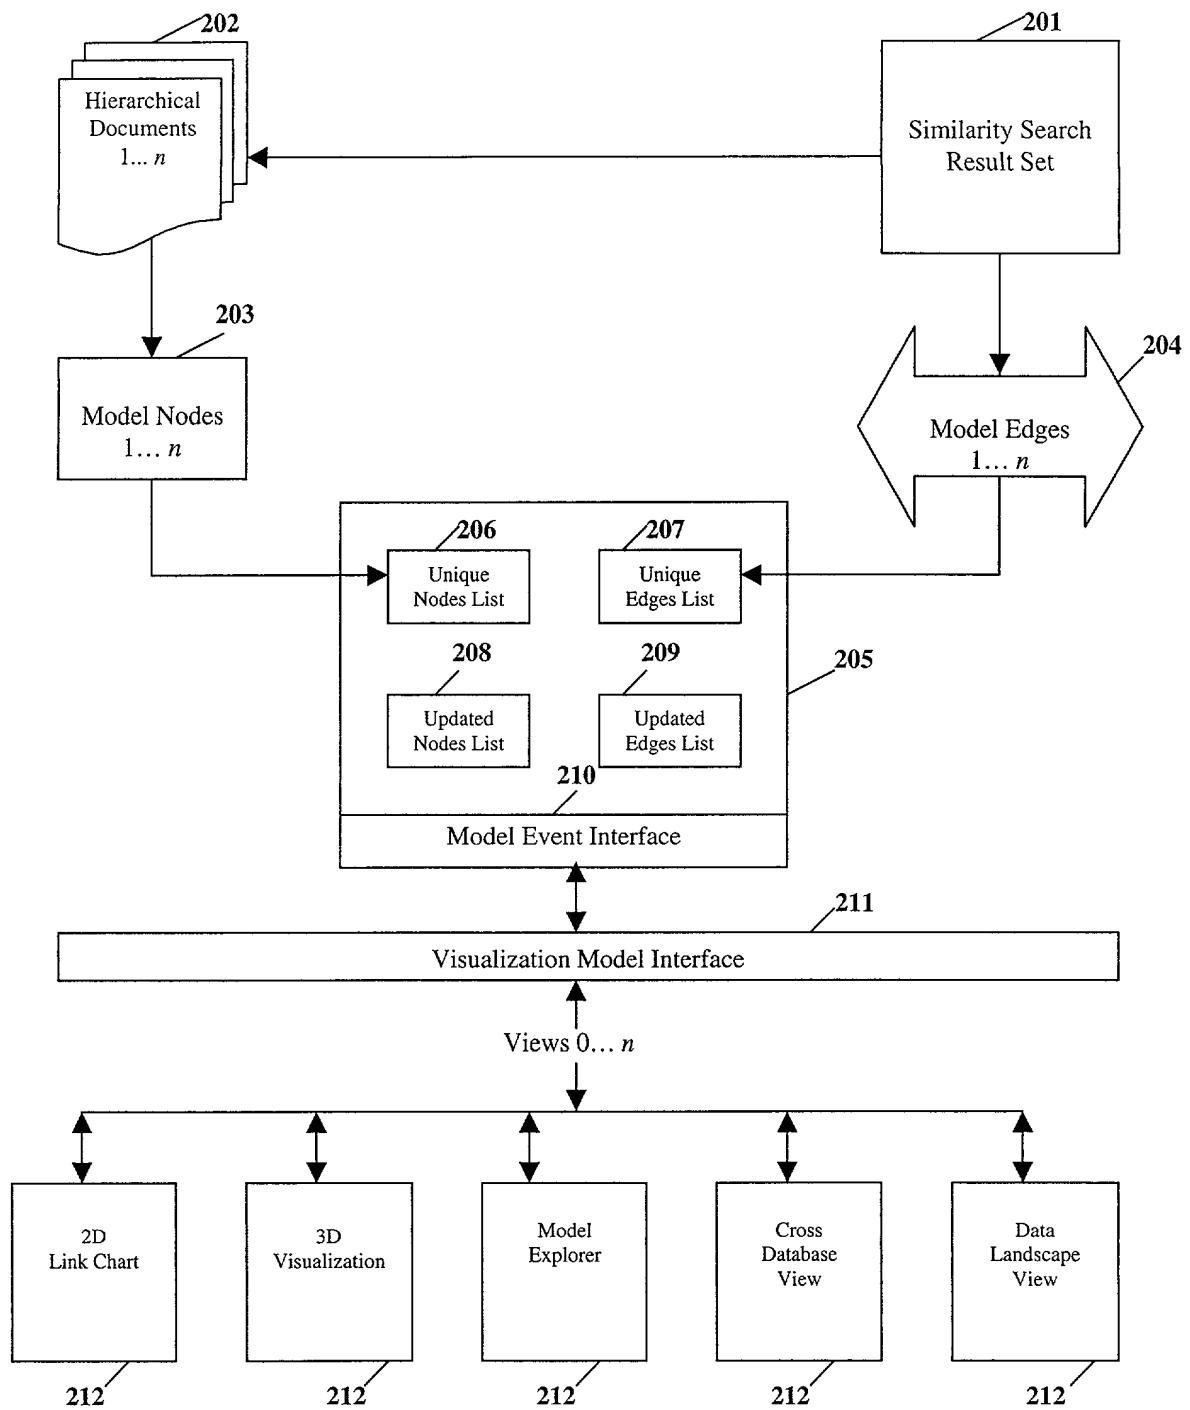 202
201
Hierarchical
Documents
1... n
Similarity Search
Result Set
203
204
Model Nodes
1... n
Model Edges
1... n
206
207
Unique
Nodes List
Unique
Edges List
208
209
205
Updated
Nodes List
Updated
Edges List
210
Model Event Interface
211
Visualization Model Interface
Views 0... n
2D
Link Chart
3D
Visualization
Model
Explorer
Cross
Database
View
Data
Landscape
View
212
212
212
212
212